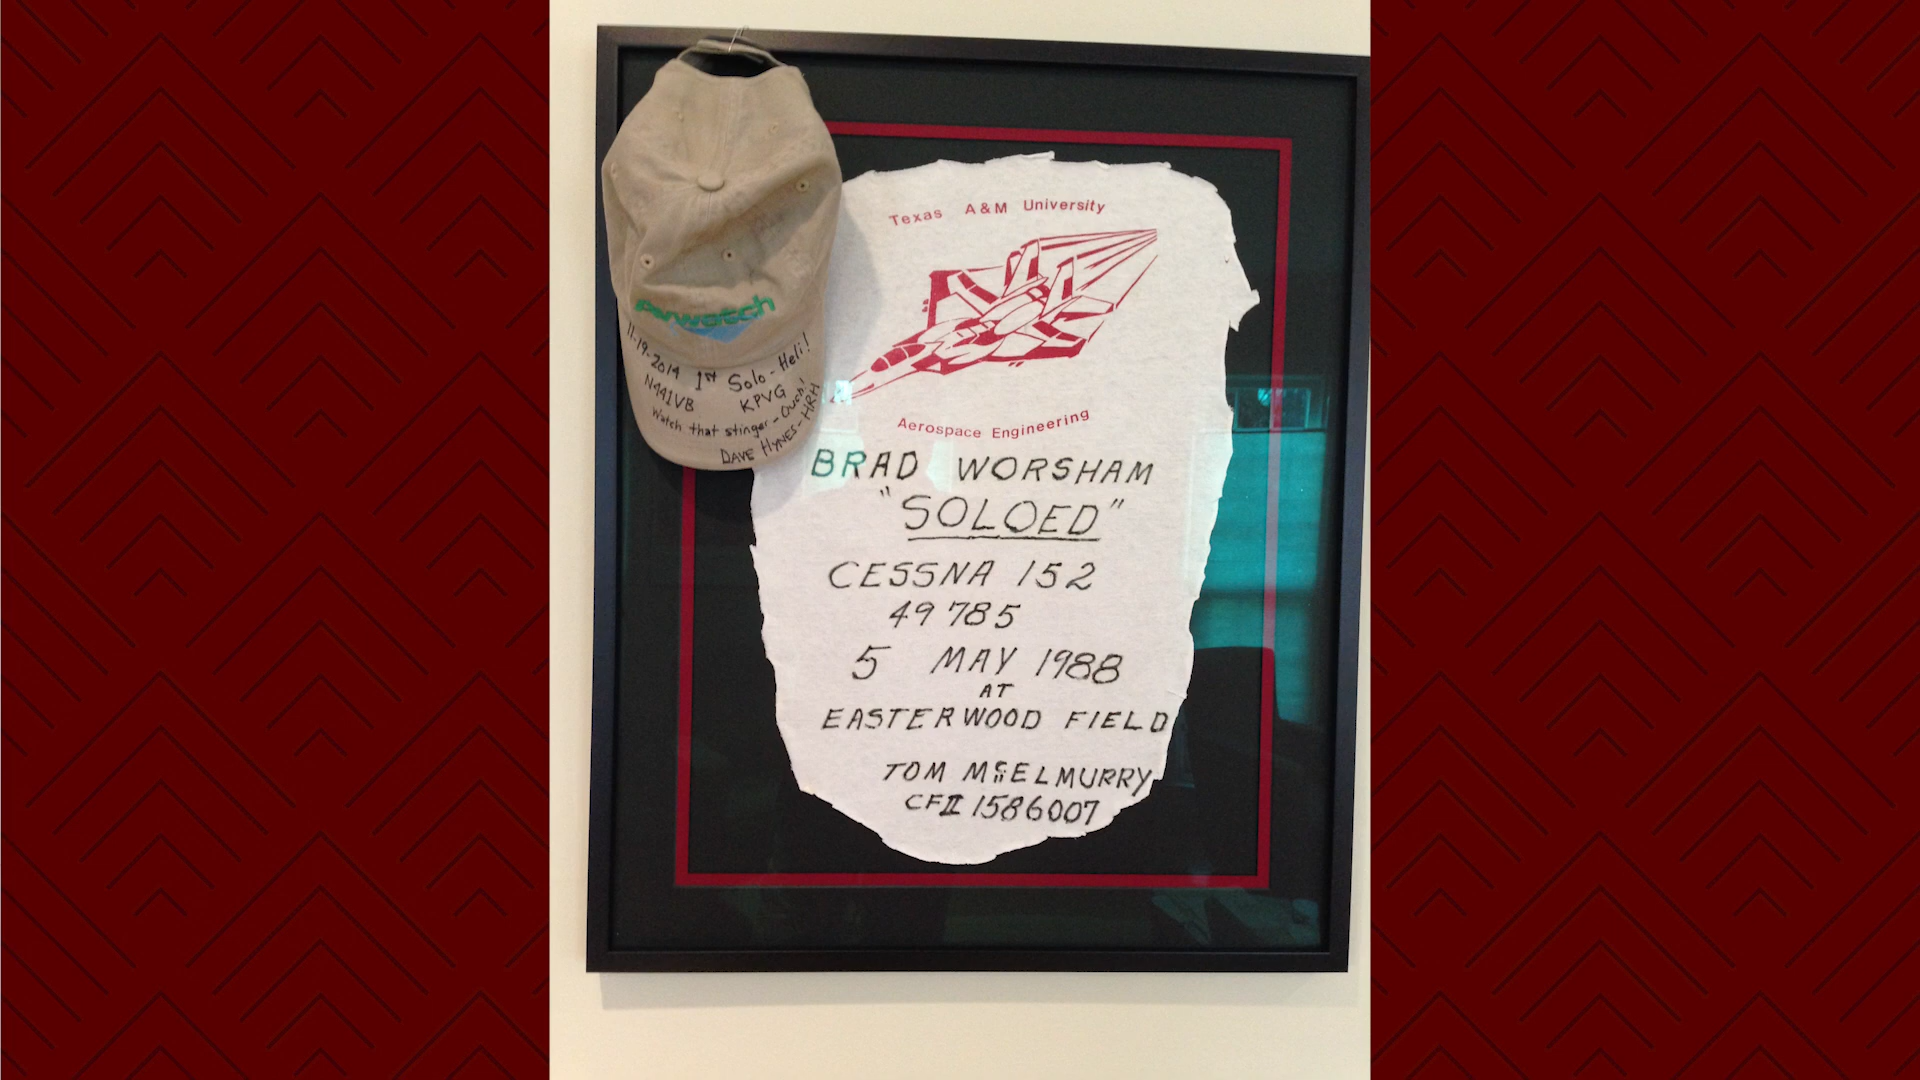 11-19-2014 1st Solo-Heli!
N441VB KPVG
Watch that stinger-Ouch!
DAVE HYNES-HRH
Texas A&M University
Aerospace Engineering
BRAD WORSHAM
"SOLOED"
CESSNA 152
49785
5 MAY 1988
AT
EASTERWOOD FIELD
TOM McELMURRY
CFII 1586007